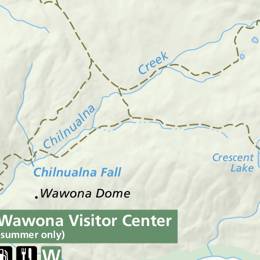 Creek
Chilnualna
Crescent
Lake
Chilnualna Fall
Wawona Dome
Wawona Visitor Center
summer only)
W